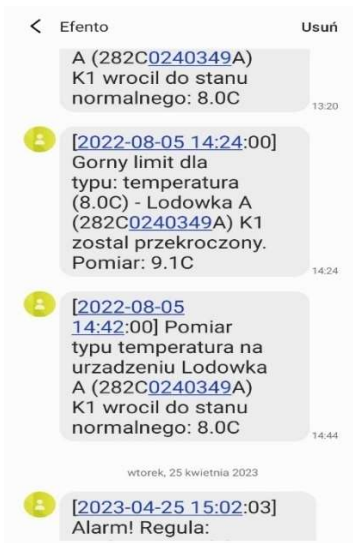 Efento Usuń
A (282C0240349A)
K1 wrocil do stanu
normalnego: 8.0C
13:20
[2022-08-05 14:24:00]
Gorny limit dla
typu: temperatura
(8.0C) - Lodowka A
(282C0240349A) K1
zostal przekroczony.
Pomiar: 9.1C
14:24
[2022-08-05
14:42:00] Pomiar
typu temperatura na
urzadzeniu Lodowka
A (282C0240349A)
K1 wrocil do stanu
normalnego: 8.0C
14:44
wtorek, 25 kwietnia 2023
[2023-04-25 15:02:03]
Alarm! Regula: